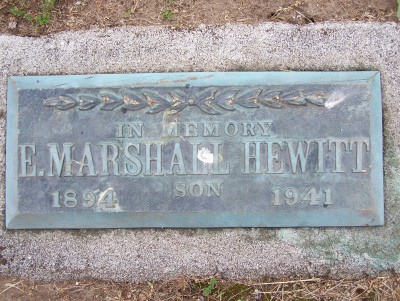 IN MEMORY
E. MARSHALL HEWITT
1894 SON 1941